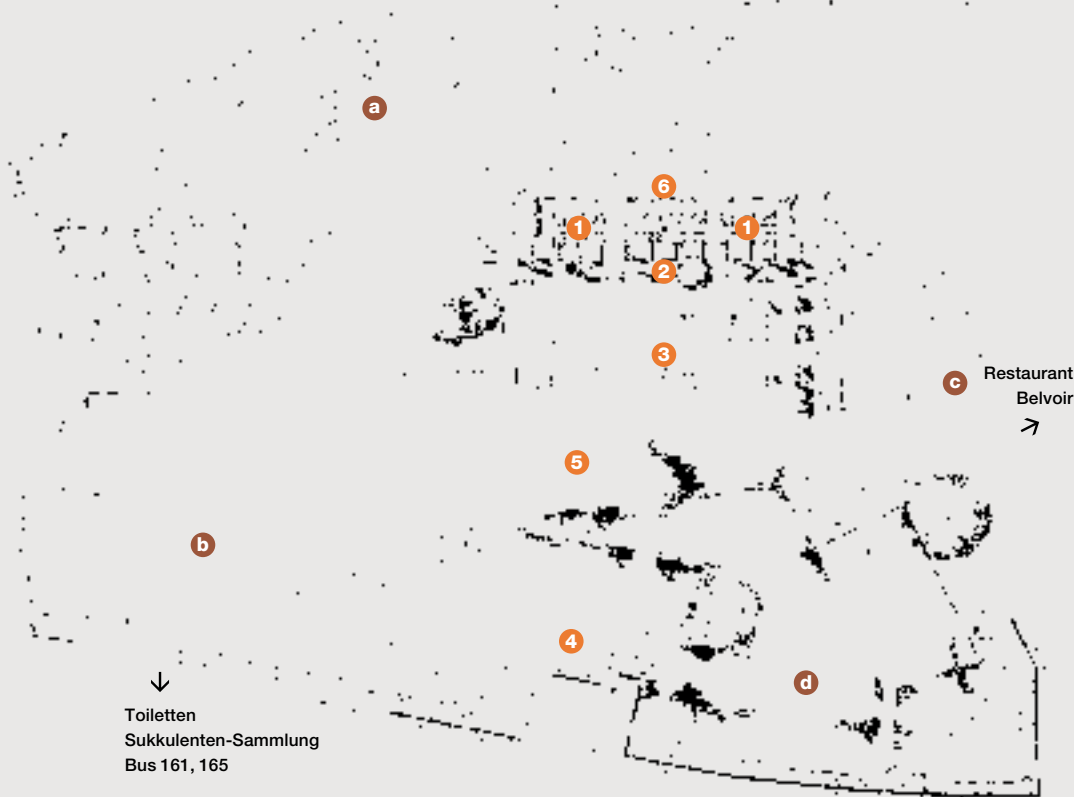 a
6
1 1
2
3
c
Restaurant
Belvoir
5
b
4
d
Toiletten
Sukkulenten-Sammlung
Bus 161, 165